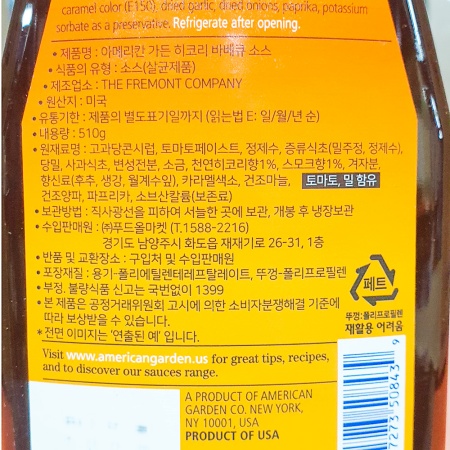 caramel color (E150), dried garlic, dried onions, paprika, potassium
sorbate as a preservative. Refrigerate after opening.
• 제품명 : 아메리칸 가든 히코리 바베큐 소스
• 식품의 유형 : 소스(살균제품)
• 제조업소 : THE FREMONT COMPANY
• 원산지 : 미국
• 유통기한 : 제품의 별도표기일까지 (읽는법 E: 일/월/년 순)
• 내용량 : 510g
• 원재료명 : 고과당콘시럽, 토마토페이스트, 정제수, 증류식초(밀주정, 정제수),
당밀, 사과식초, 변성전분, 소금, 천연히코리향1%, 스모크향1%, 겨자분,
향신료(후추, 생강, 월계수잎), 카라멜색소, 건조마늘, 토마토, 밀 함유
건조양파, 파프리카, 소브산칼륨(보존료)
• 보관방법 : 직사광선을 피하여 서늘한 곳에 보관, 개봉 후 냉장보관
• 수입판매원 : ㈜푸드올마켓 (T.1588-2216)
경기도 남양주시 화도읍 재재기로 26-31, 1층
• 반품 및 교환장소 : 구입처 및 수입판매원
• 포장재질 : 용기-폴리에틸렌테레프탈레이트, 뚜껑-폴리프로필렌
• 부정. 불량식품 신고는 국번없이 1399
• 본 제품은 공정거래위원회 고시에 의한 소비자분쟁해결 기준에
따라 보상받을 수 있습니다.
* 전면 이미지는 '연출된 예' 입니다.
페트
뚜껑:폴리프로필렌
재활용 어려움
Visit www.americangarden.us for great tips, recipes,
and to discover our sauces range.
A PRODUCT OF AMERICAN
GARDEN CO. NEW YORK,
NY 10001, USA
PRODUCT OF USA
7273 50843 9